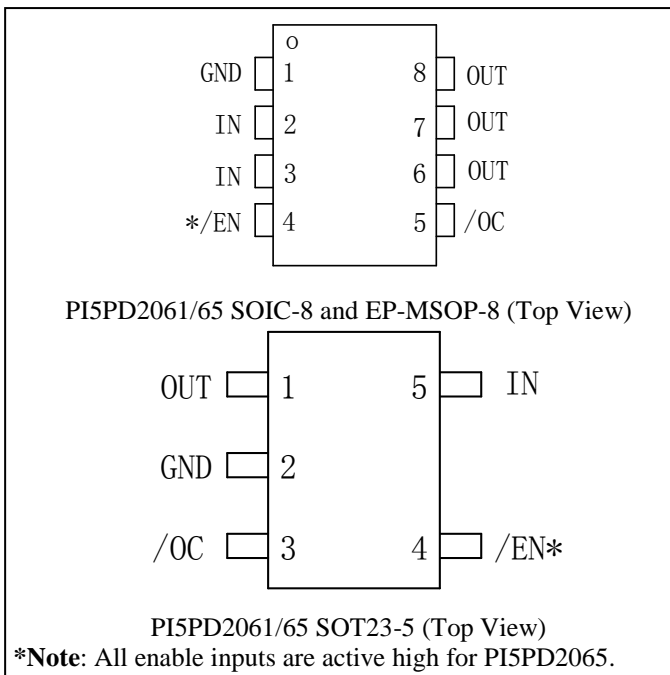 o
GND 1 8 OUT
IN 2 7 OUT
IN 3 6 OUT
*/EN 4 5 /OC
PI5PD2061/65 SOIC-8 and EP-MSOP-8 (Top View)
OUT 1 5 IN
GND 2
/OC 3 4 /EN*
PI5PD2061/65 SOT23-5 (Top View)
*Note: All enable inputs are active high for PI5PD2065.